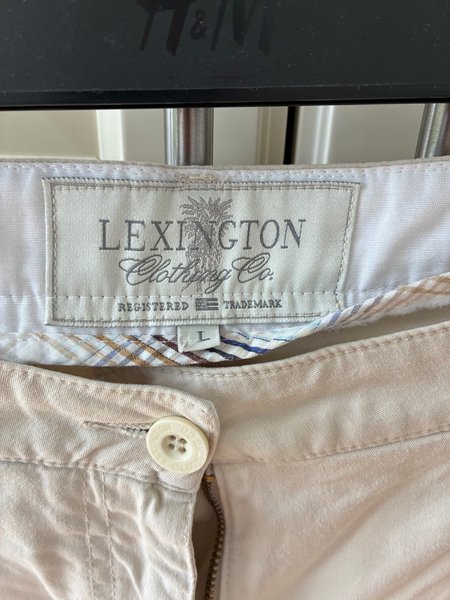 H&M
LEXINGTON
Clothing Co.
REGISTERED TRADEMARK
L